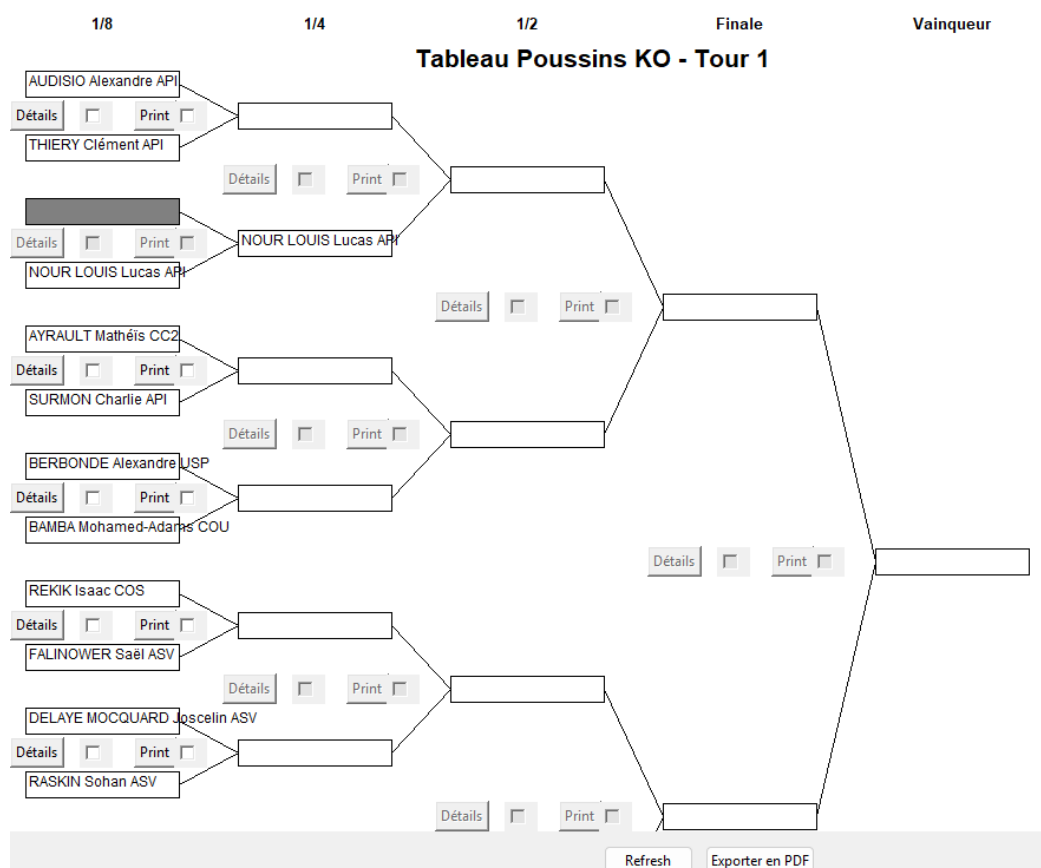 1/8 1/4 1/2 Finale Vainqueur
Tableau Poussins KO - Tour 1
AUDISIO Alexandre API
Détails Print
THIERY Clément API
Détails Print
Détails Print NOUR LOUIS Lucas API
NOUR LOUIS Lucas API
Détails Print
AYRAULT Mathéïs CC2
Détails Print
SURMON Charlie API
Détails Print
BERBONDE Alexandre USP
Détails Print
BAMBA Mohamed-Adams COU
Détails Print
REKIK Isaac COS
Détails Print
FALINOWER Saël ASV
Détails Print
DELAYE MOCQUARD Joscelin ASV
Détails Print
RASKIN Sohan ASV
Détails Print
Refresh Exporter en PDF